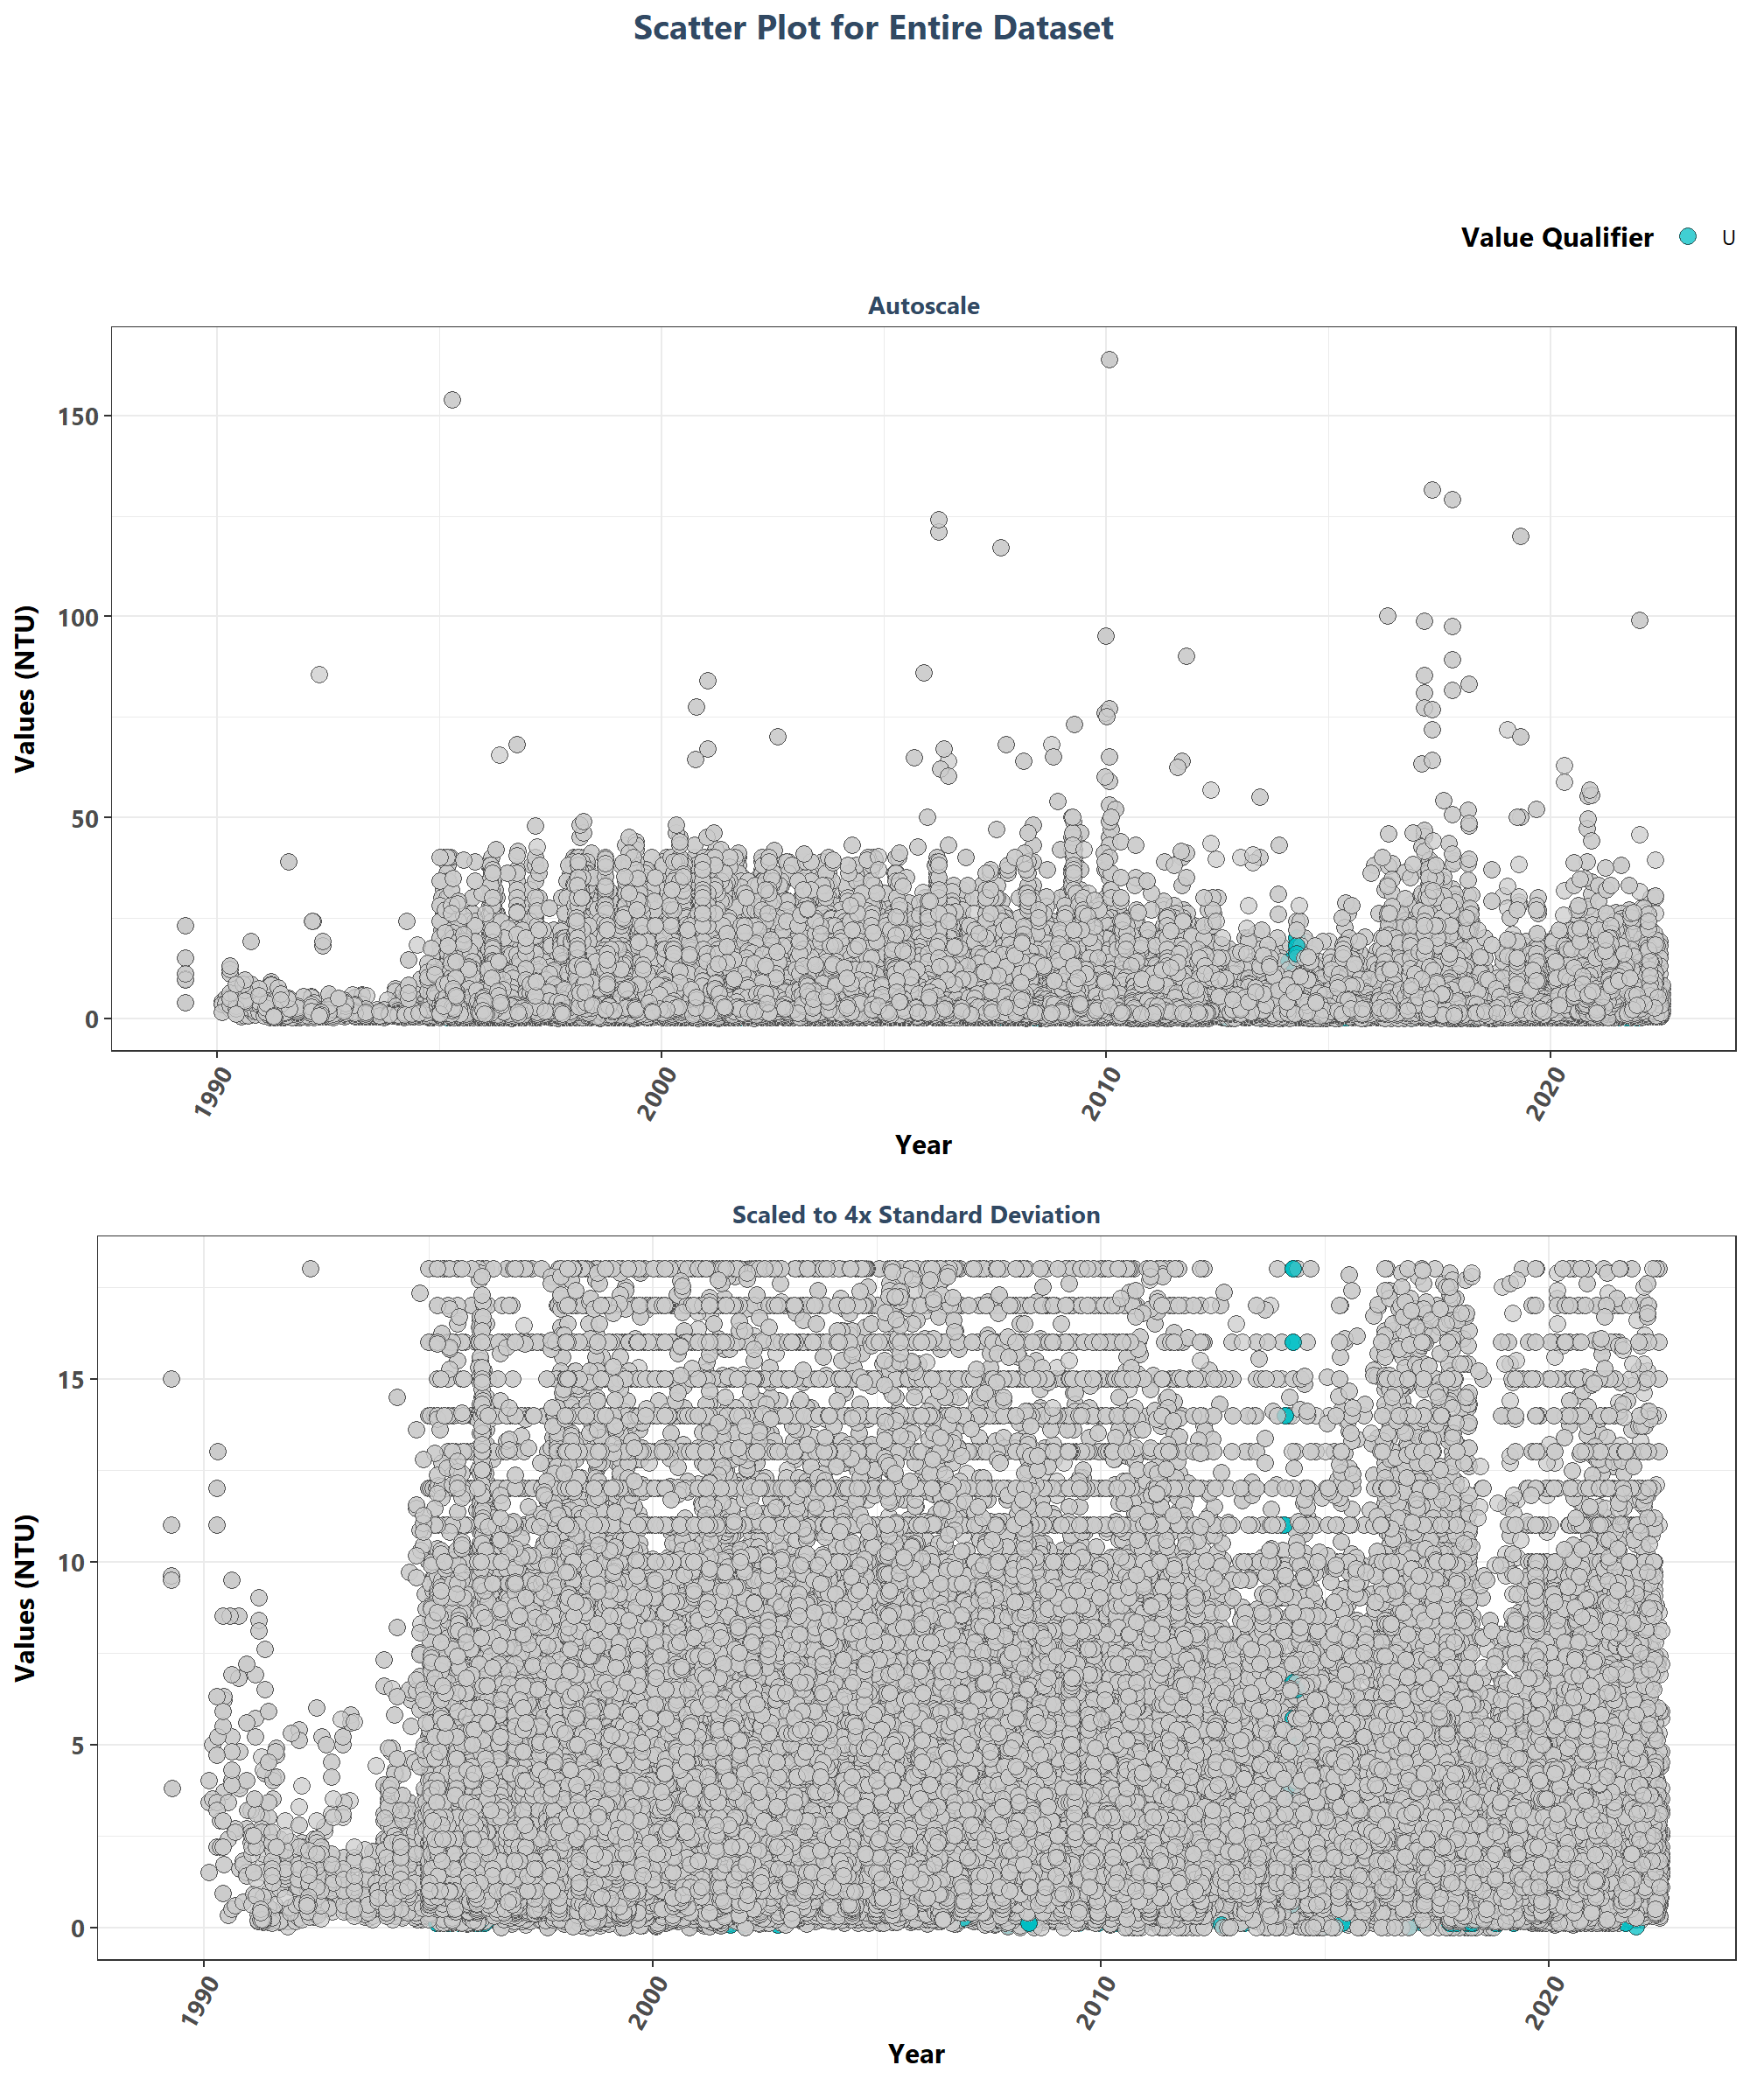 Scatter Plot for Entire Dataset
Value Qualifier U
Autoscale
Values (NTU)
150
100
50
0
1990 2000 2010 2020
Year
Scaled to 4x Standard Deviation
Values (NTU)
15
10
5
0
1990 2000 2010 2020
Year